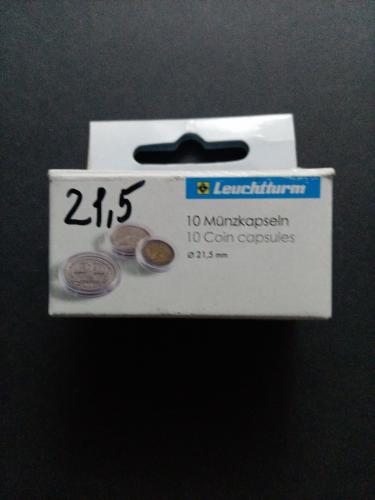 Leuchtturm
21,5
10 Münzkapseln
10 Coin capsules
Ø 21,5 mm